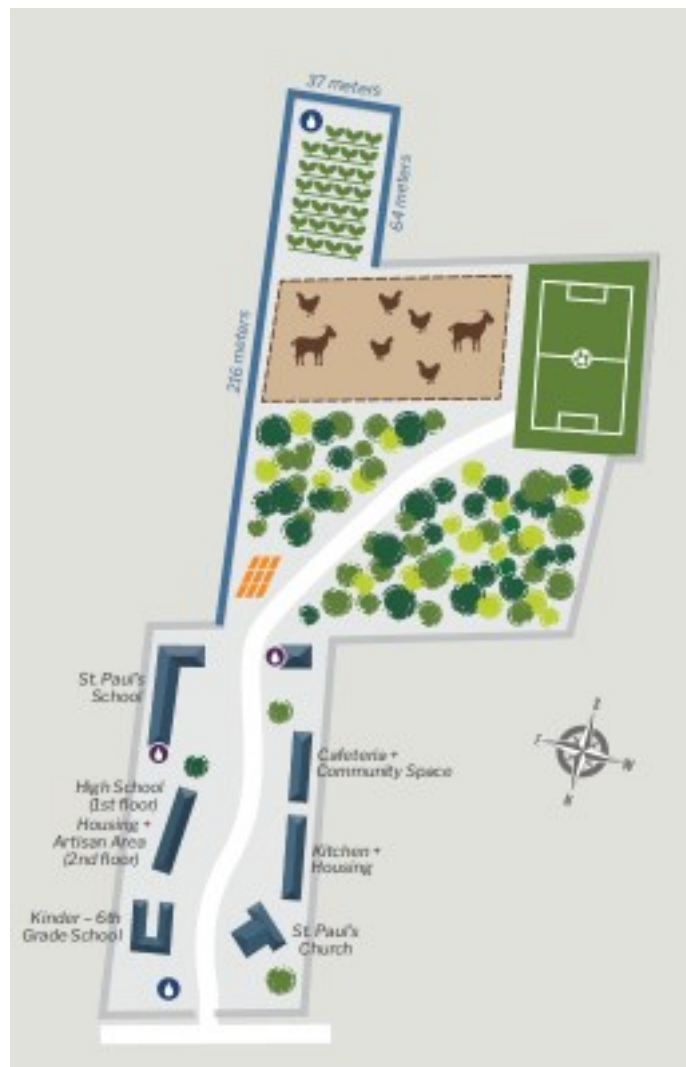 37 meters
64 meters
216 meters
St. Paul's
School
High School
(1st floor)
Housing +
Artisan Area
(2nd floor)
Kinder – 6th
Grade School
Cafeteria +
Community Space
Kitchen +
Housing
St. Paul's
Church
W
N